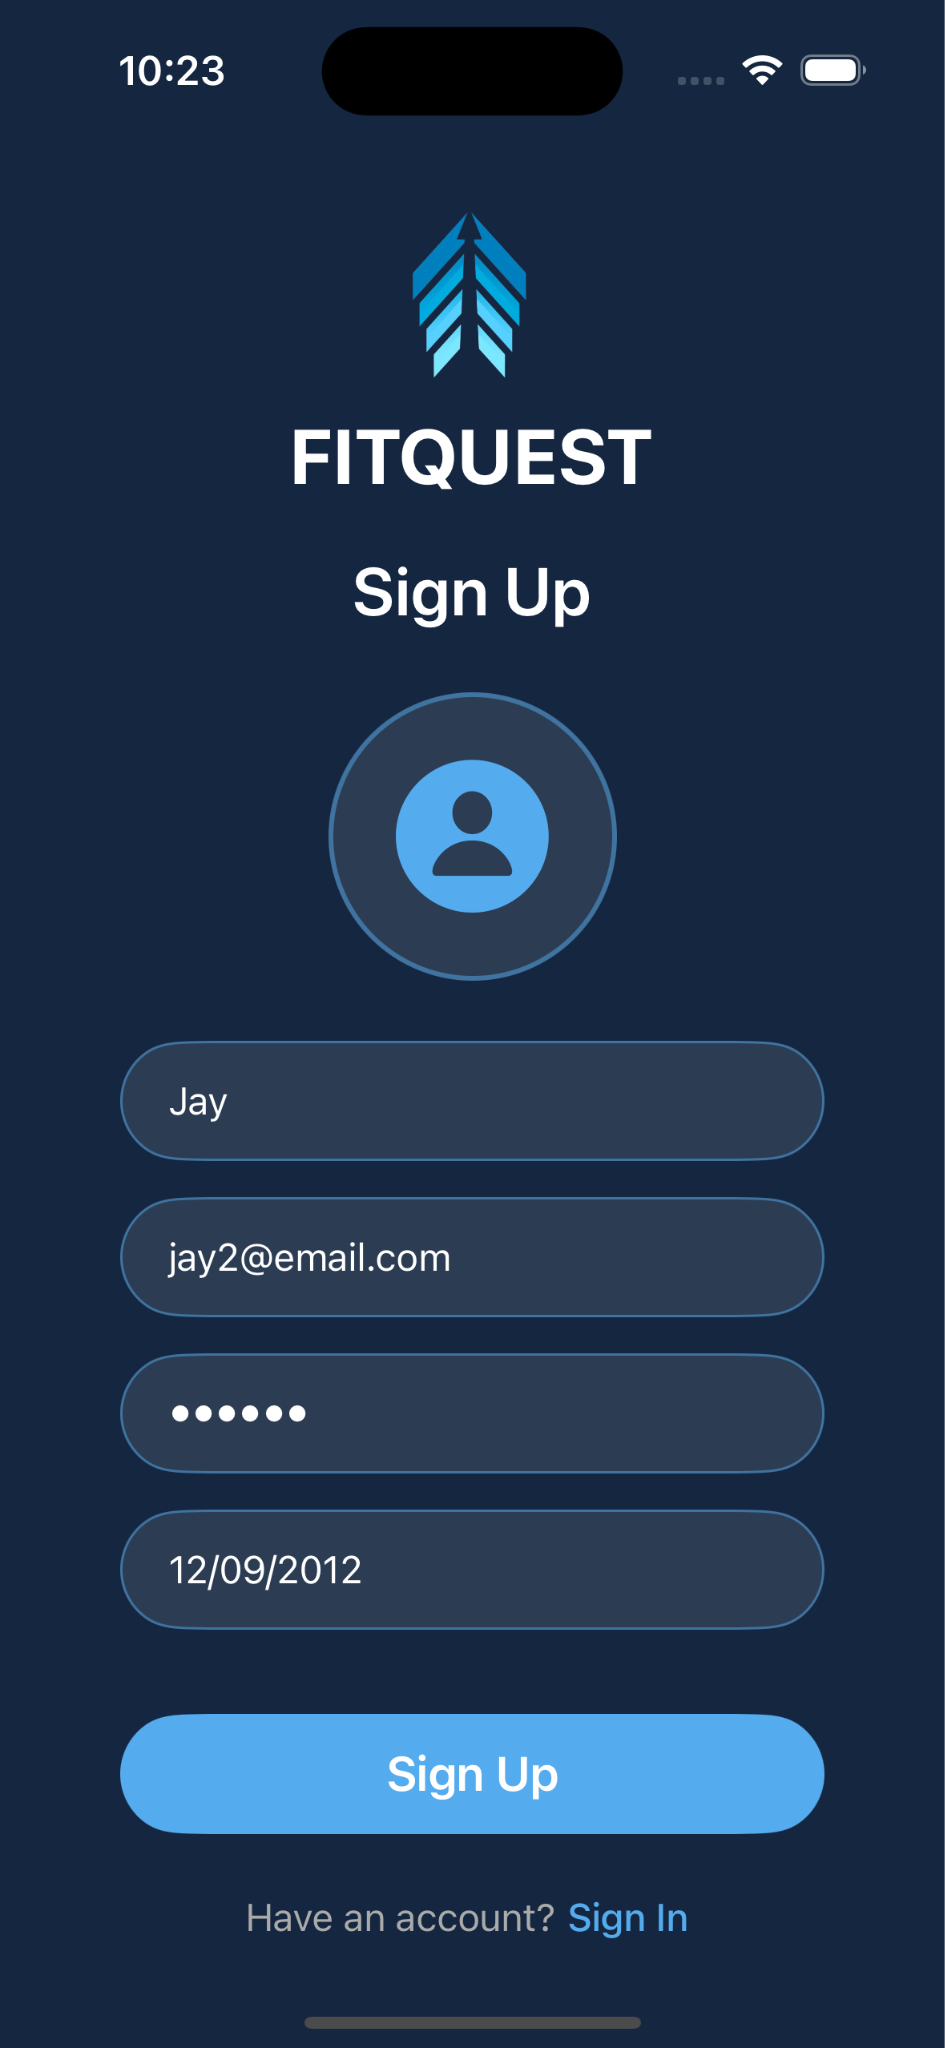 10:23
FITQUEST
Sign Up
Jay
jay2@email.com
••••••
12/09/2012
Sign Up
Have an account? Sign In